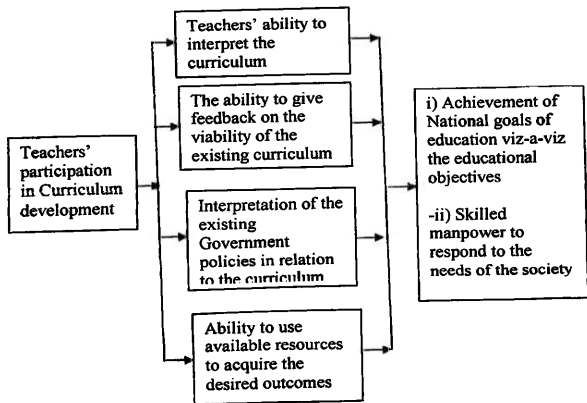 Teachers'
participation
in Curriculum
development
Teachers' ability to
interpret the
curriculum
The ability to give
feedback on the
viability of the
existing curriculum
Interpretation of the
existing
Government
policies in relation
to the curriculum
Ability to use
available resources
to acquire the
desired outcomes
i) Achievement of
National goals of
education viz-a-viz
the educational
objectives
-ii) Skilled
manpower to
respond to the
needs of the society